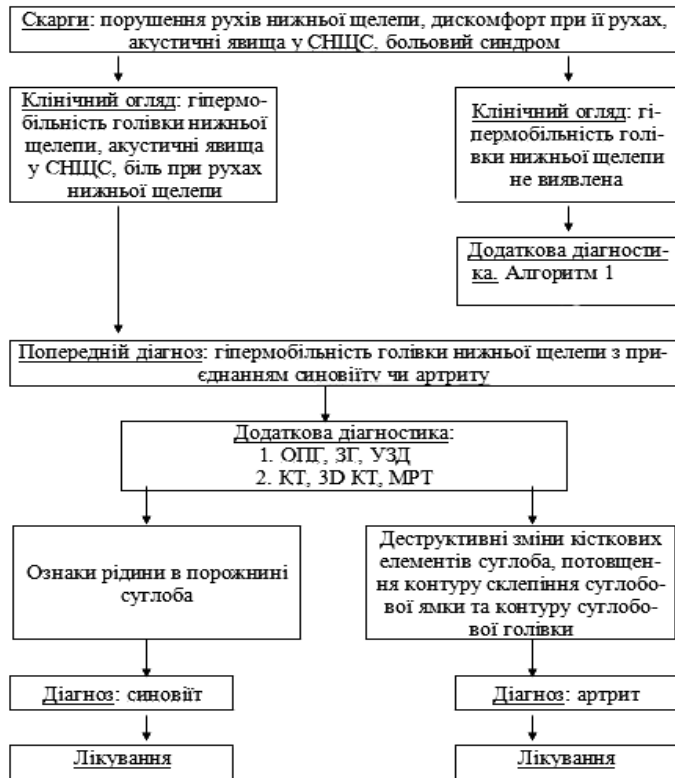 Скарги: порушення рухів нижньої щелепи, дискомфорт при її рухах,
акустичні явища у СНЩС, больовий синдром
Клінічний огляд: гіпермо-
більність голівки нижньої
щелепи, акустичні явища
у СНЩС, біль при рухах
нижньої щелепи
Клінічний огляд: гі-
пермобільність голі-
вки нижньої щелепи
не виявлена
Додаткова діагности-
ка. Алгоритм 1
Попередній діагноз: гіпермобільність голівки нижньої щелепи з при-
єднанням синовіїту чи артриту
Додаткова діагностика:
1. ОПГ, ЗГ, УЗД
2. КТ, 3D КТ, МРТ
Ознаки рідини в порожнині
суглоба
Деструктивні зміни кісткових
елементів суглоба, потовщен-
ня контуру склепіння суглобо-
вої ямки та контуру суглобо-
вої голівки
Діагноз: синовіїт
Діагноз: артрит
Лікування
Лікування